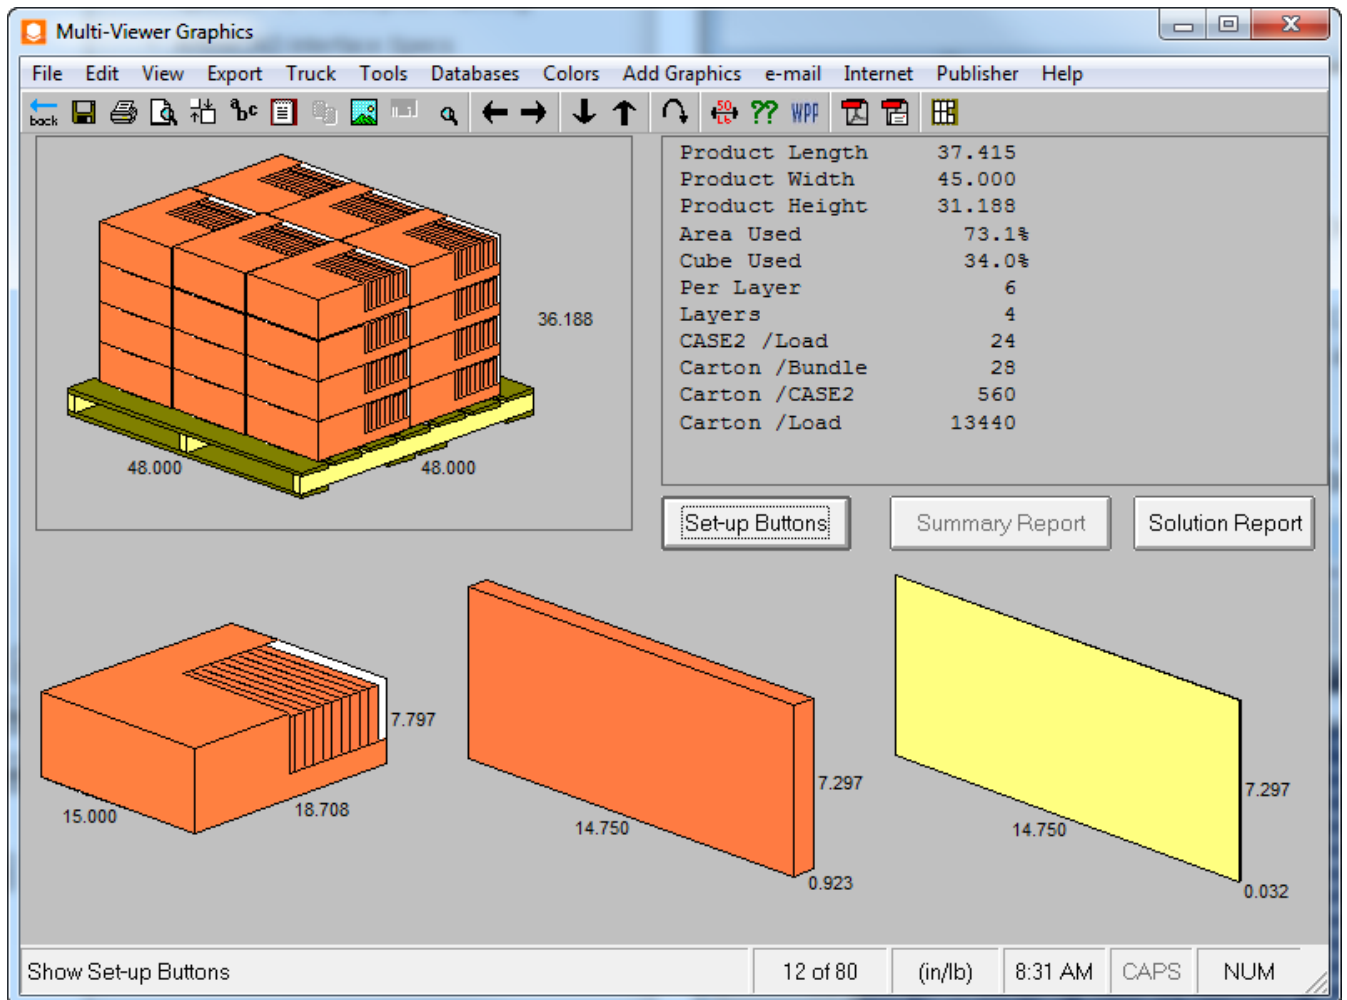 Multi-Viewer Graphics
File Edit View Export Truck Tools Databases Colors Add Graphics e-mail Internet Publisher Help
back abc 50 Lb ?? WPP
Product Length 37.415
Product Width 45.000
Product Height 31.188
Area Used 73.1%
Cube Used 34.0%
Per Layer 6
Layers 4
CASE2 /Load 24
Carton /Bundle 28
Carton /CASE2 560
Carton /Load 13440
36.188
48.000 48.000
Set-up Buttons Summary Report Solution Report
7.797
15.000 18.708
7.297
14.750
0.923
7.297
14.750
0.032
Show Set-up Buttons 12 of 80 (in/lb) 8:31 AM CAPS NUM